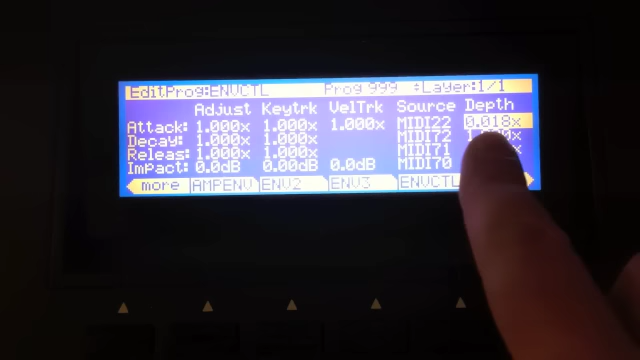 EditProg:ENVCTL Prog 999 Layer:1/1
Adjust Keytrk VelTrk Source Depth
Attack: 1.000x 1.000x 1.000x MIDI22 0.018x
Decay: 1.000x 1.000x MIDI72
Releas: 1.000x 1.000x MIDI71
Impact: 0.0dB 0.0dB 0.0dB MIDI70
more AMPENV ENV2 ENV3 ENVCTL